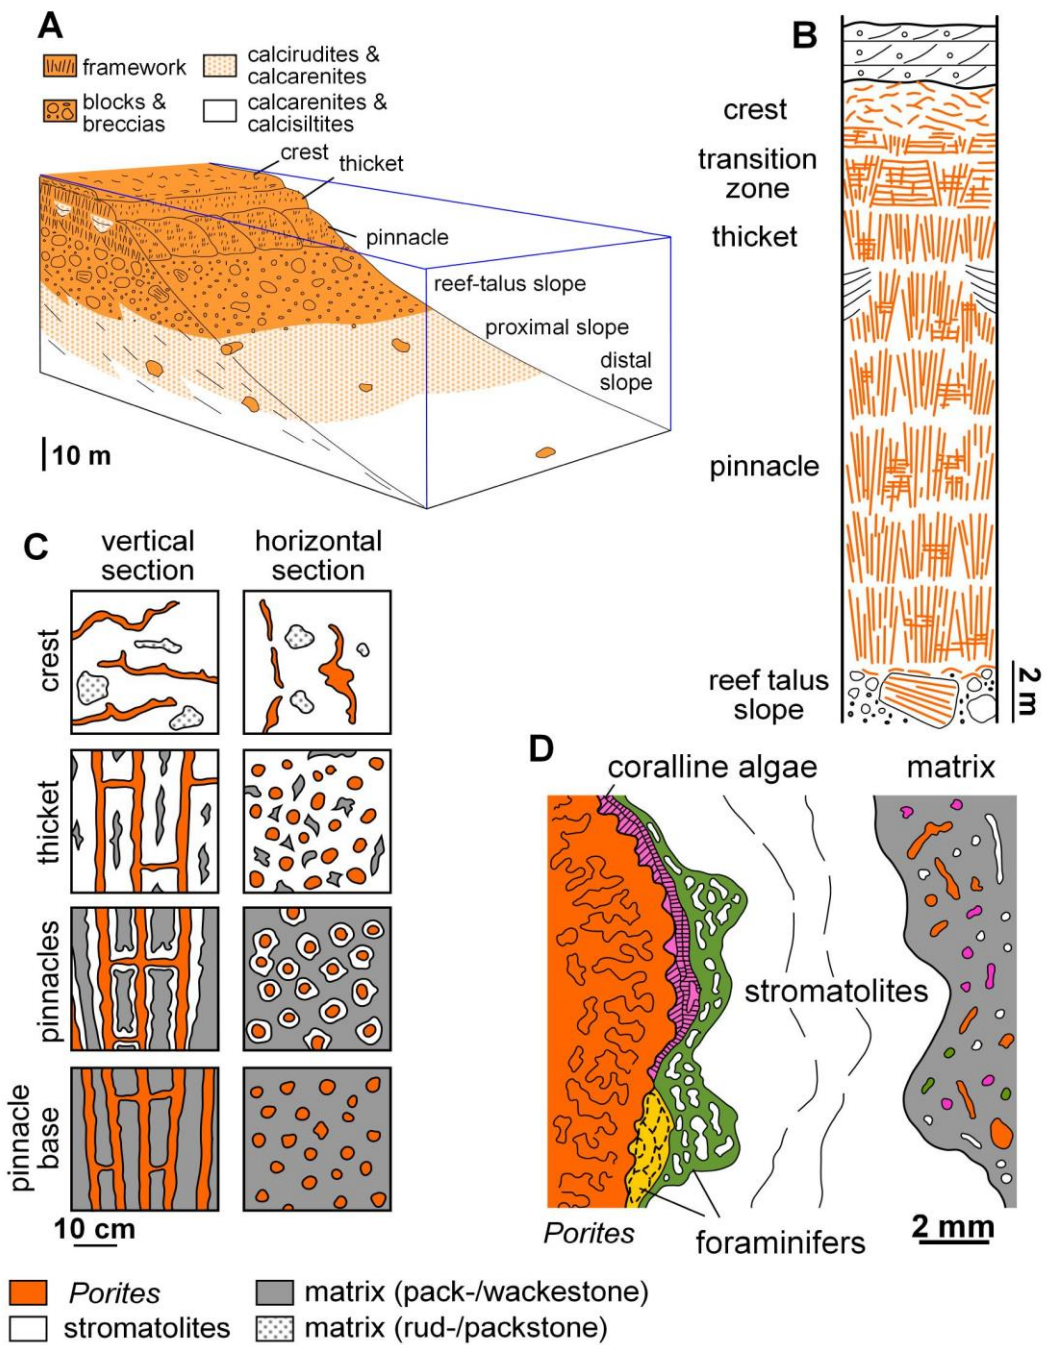 A
framework
calcirudites &
calcarenites
blocks &
breccias
calcarenites &
calcisiltites
crest
thicket
pinnacle
reef-talus slope
proximal slope
distal
slope
10 m
B
crest
transition
zone
thicket
pinnacle
reef talus
slope
2 m
C
vertical
section
horizontal
section
crest
thicket
pinnacles
pinnacle
base
10 cm
D
coralline algae
matrix
stromatolites
Porites
foraminifers
2 mm
Porites
matrix (pack-/wackestone)
stromatolites
matrix (rud-/packstone)